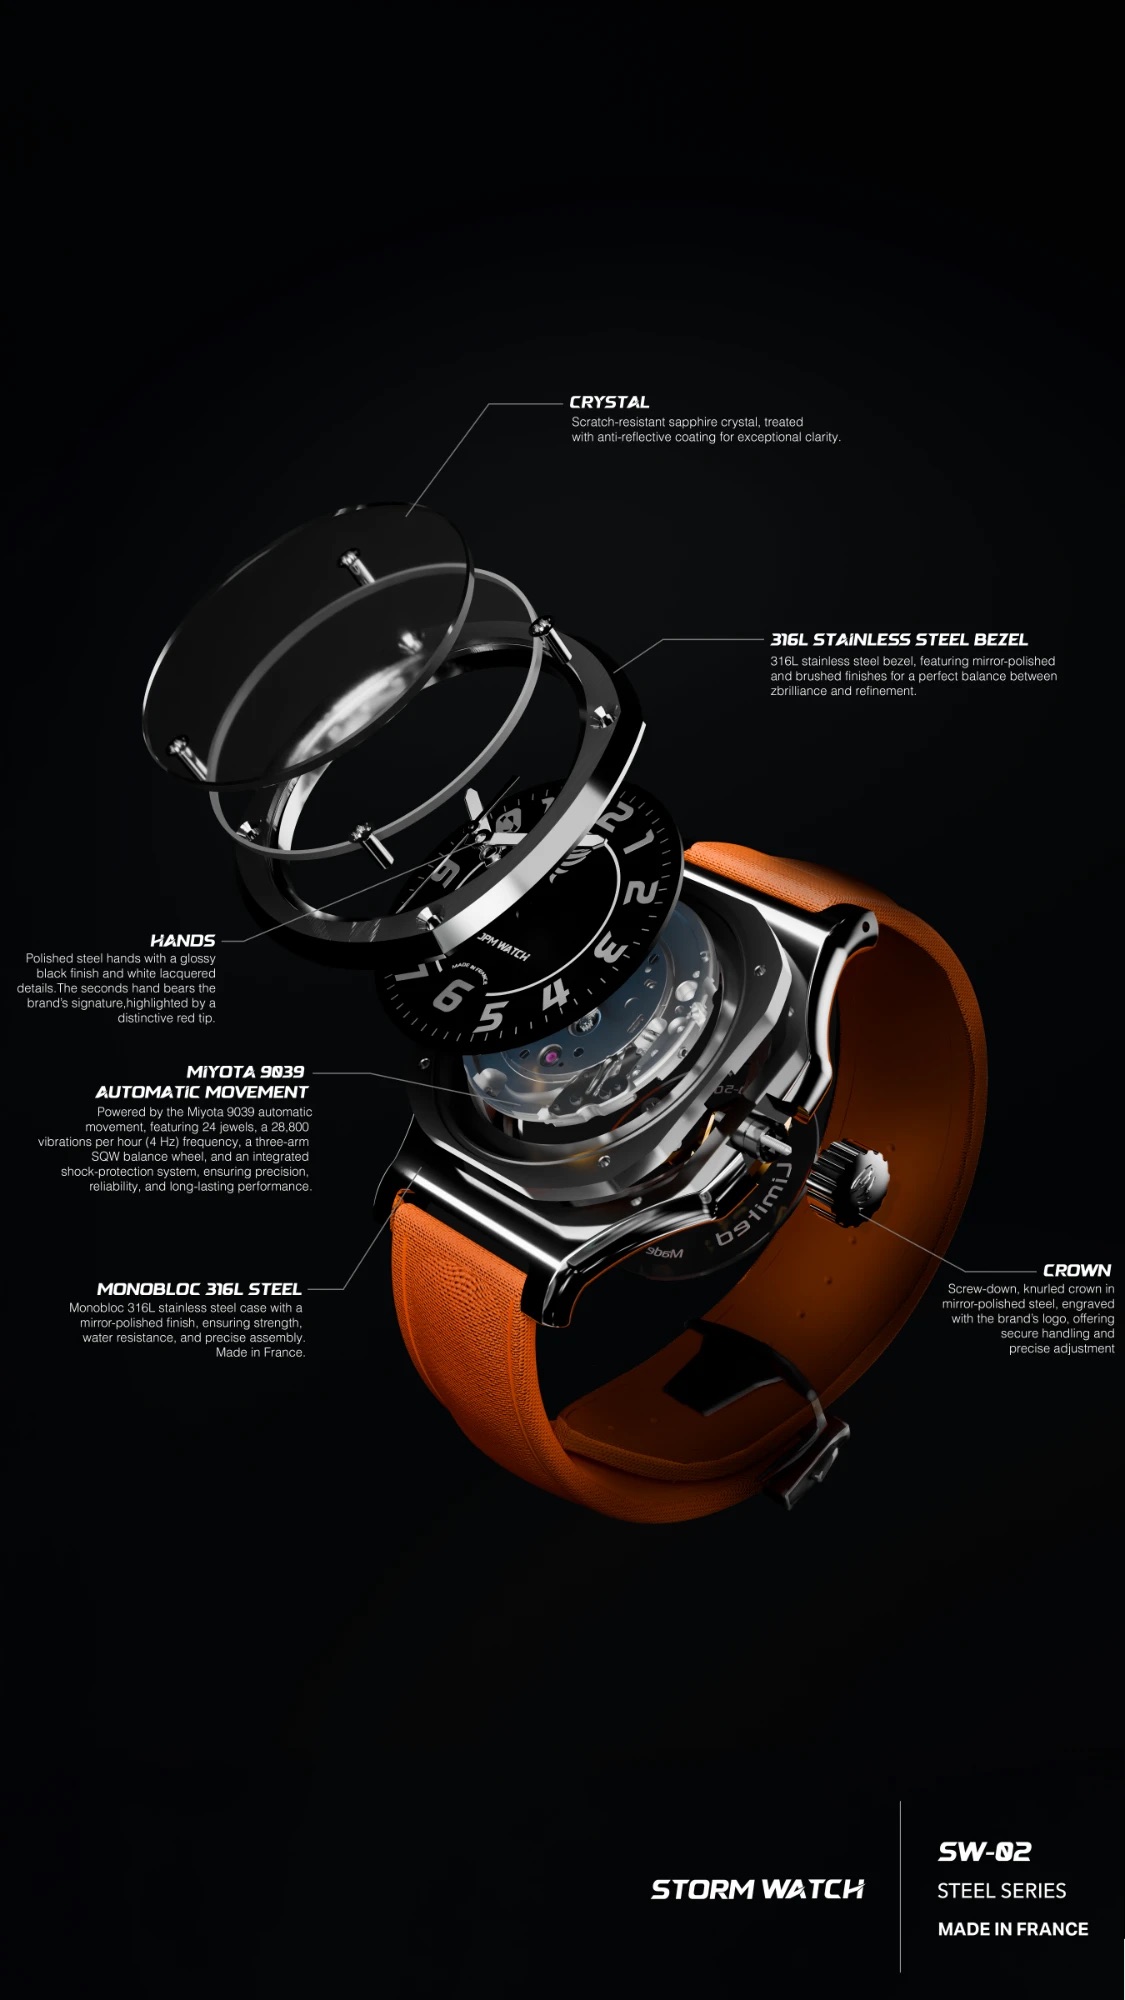 CRYSTAL
Scratch-resistant sapphire crystal, treated
with anti-reflective coating for exceptional clarity.
316L STAINLESS STEEL BEZEL
316L stainless steel bezel, featuring mirror-polished
and brushed finishes for a perfect balance between
zbrilliance and refinement.
12
1
2
3
4
5
6
7
9
JPM WATCH
MADE IN FRANCE
HANDS
Polished steel hands with a glossy
black finish and white lacquered
details.The seconds hand bears the
brand's signature,highlighted by a
distinctive red tip.
MIYOTA 9039
AUTOMATIC MOVEMENT
Powered by the Miyota 9039 automatic
movement, featuring 24 jewels, a 28,800
vibrations per hour (4 Hz) frequency, a three-arm
SQW balance wheel, and an integrated
shock-protection system, ensuring precision,
reliability, and long-lasting performance.
Limited
Made
MONOBLOC 316L STEEL
Monobloc 316L stainless steel case with a
mirror-polished finish, ensuring strength,
water resistance, and precise assembly.
Made in France.
CROWN
Screw-down, knurled crown in
mirror-polished steel, engraved
with the brand's logo, offering
secure handling and
precise adjustment
STORM WATCH
SW-02
STEEL SERIES
MADE IN FRANCE